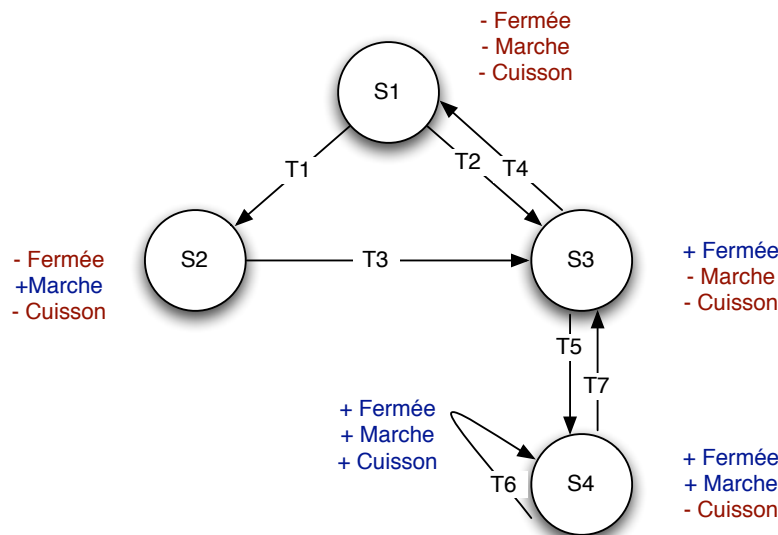 - Fermée
- Marche
- Cuisson
S1
T1
T2
T4
- Fermée
+Marche
- Cuisson
S2
T3
S3
+ Fermée
- Marche
- Cuisson
T5
T7
+ Fermée
+ Marche
+ Cuisson
T6
S4
+ Fermée
+ Marche
- Cuisson